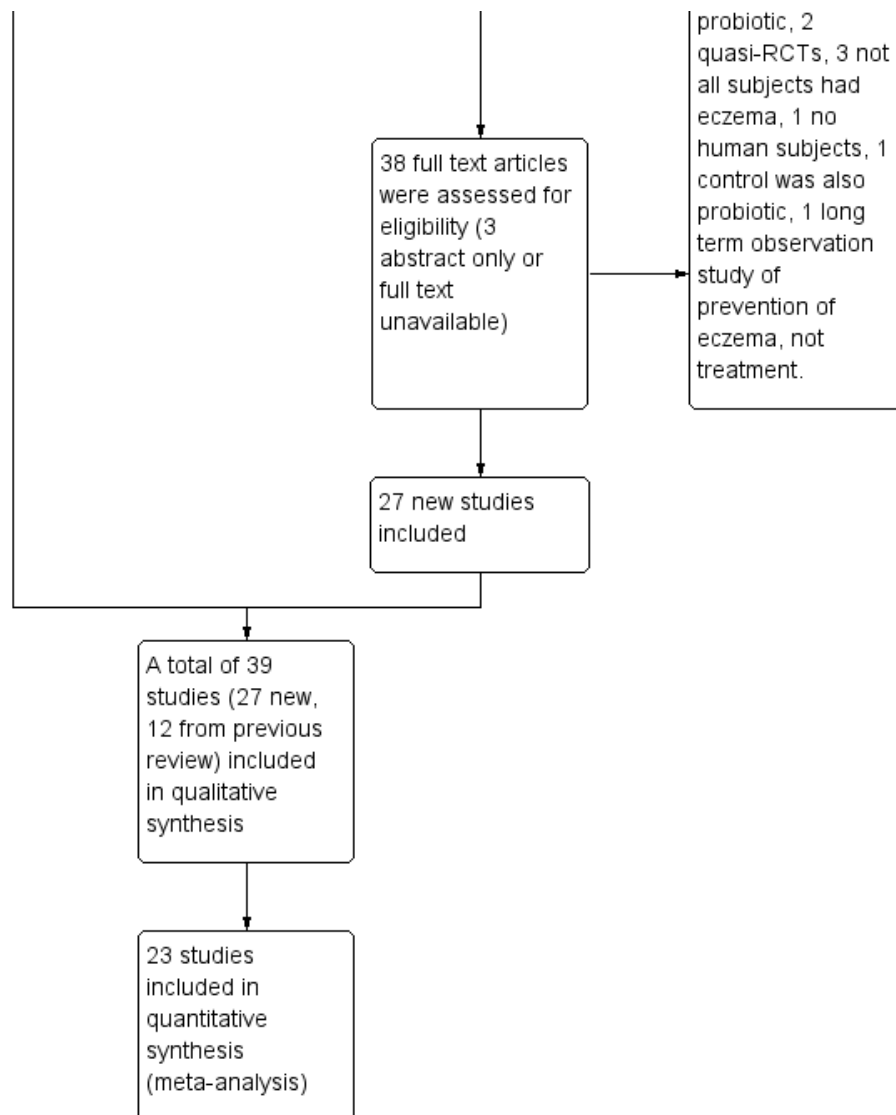 probiotic, 2
quasi-RCTs, 3 not
all subjects had
eczema, 1 no
human subjects, 1
control was also
probiotic, 1 long
term observation
study of
prevention of
eczema, not
treatment.
38 full text articles
were assessed for
eligibility (3
abstract only or
full text
unavailable)
27 new studies
included
A total of 39
studies (27 new,
12 from previous
review) included
in qualitative
synthesis
23 studies
included in
quantitative
synthesis
(meta-analysis)